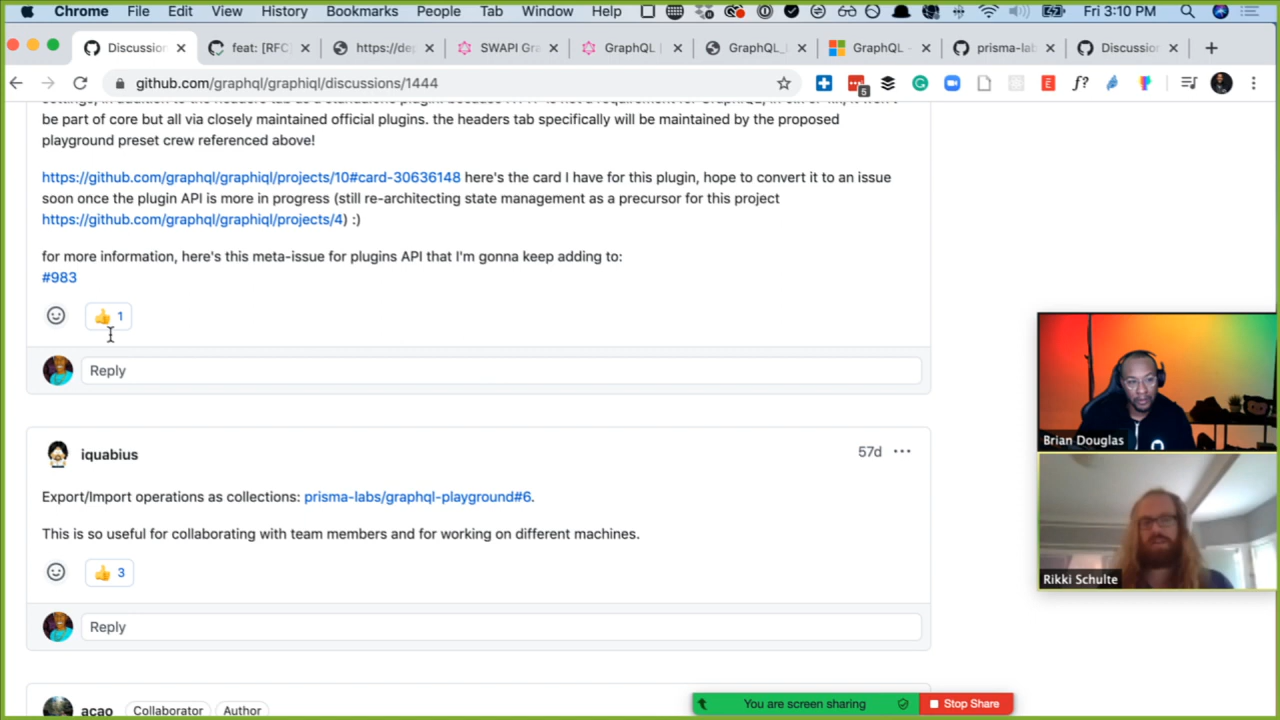 Chrome File Edit View History Bookmarks People Tab Window Help Fri 3:10 PM
Discussio feat: [RFC https://de SWAPI Gr GraphQL GraphQL_ GraphQL - prisma-la Discussio
github.com/graphql/graphiql/discussions/1444
5
be part of core but all via closely maintained official plugins. the headers tab specifically will be maintained by the proposed
playground preset crew referenced above!
https://github.com/graphql/graphiql/projects/10#card-30636148 here's the card I have for this plugin, hope to convert it to an issue
soon once the plugin API is more in progress (still re-architecting state management as a precursor for this project
https://github.com/graphql/graphiql/projects/4) :)
for more information, here's this meta-issue for plugins API that I'm gonna keep adding to:
#983
1
Reply
Brian Douglas
iquabius 57d
Export/Import operations as collections: prisma-labs/graphql-playground#6.
This is so useful for collaborating with team members and for working on different machines.
3
Rikki Schulte
Reply
acao Collaborator Author
You are screen sharing Stop Share